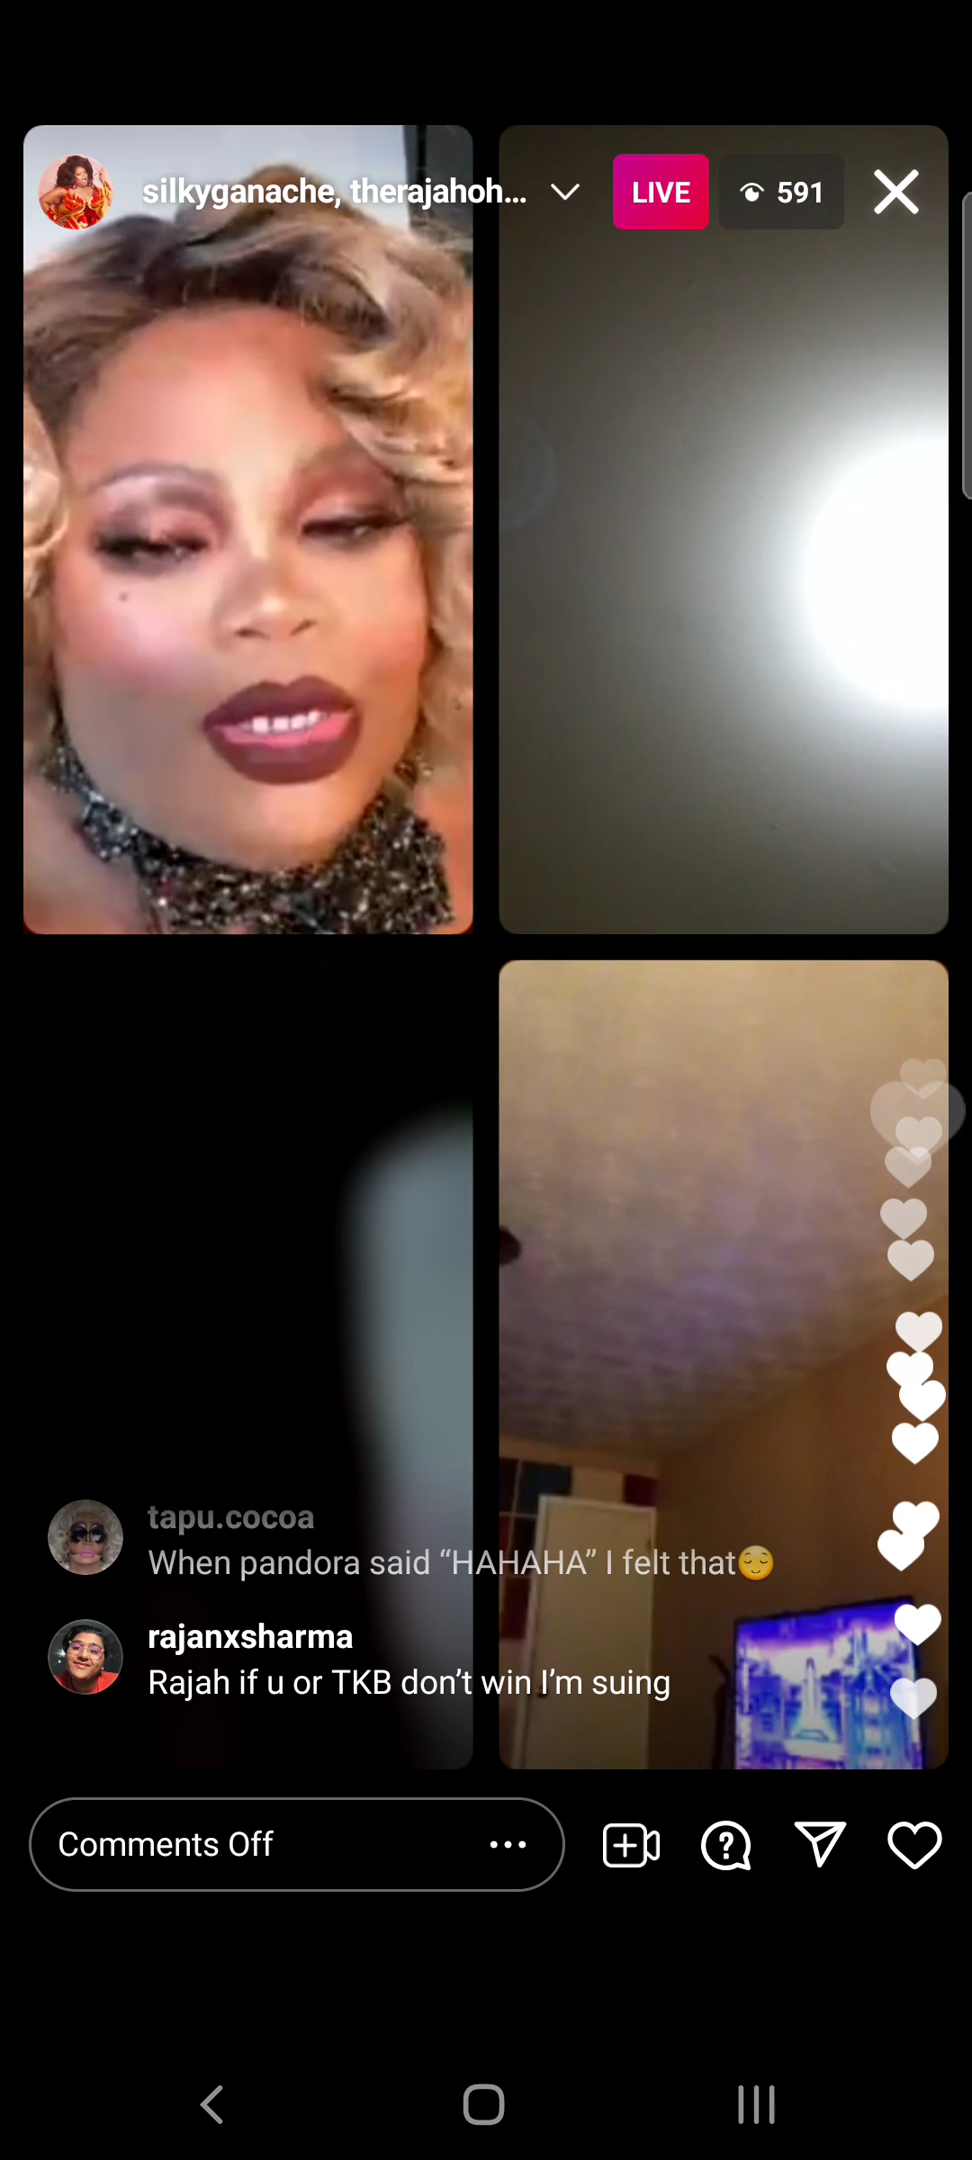 silkyganache, therajahoh...
LIVE
591
tapu.cocoa
When pandora said “HAHAHA” I felt that😌
rajanxsharma
Rajah if u or TKB don’t win I’m suing
Comments Off